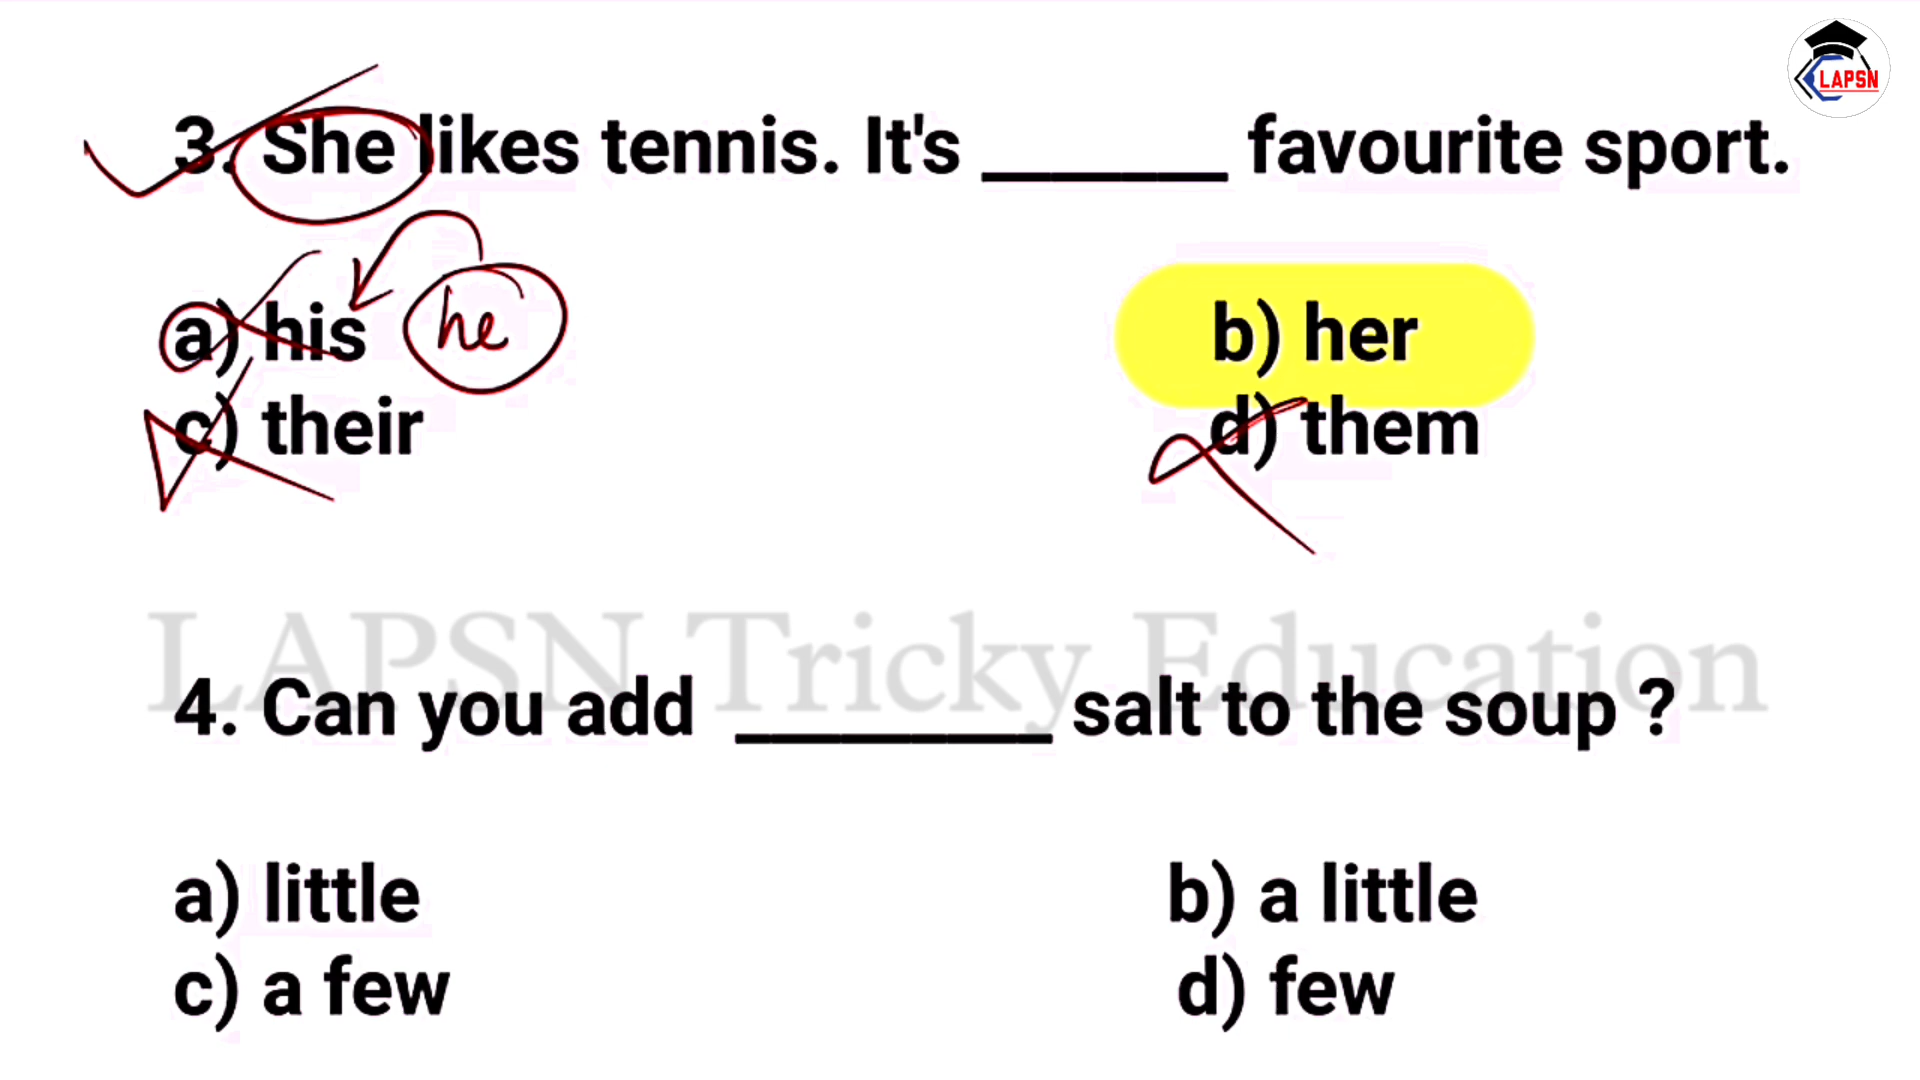 LAPSN
3. She likes tennis. It's ______ favourite sport.
a) his he b) her
c) their d) them
LAPSN Tricky Education
4. Can you add ________ salt to the soup ?
a) little b) a little
c) a few d) few